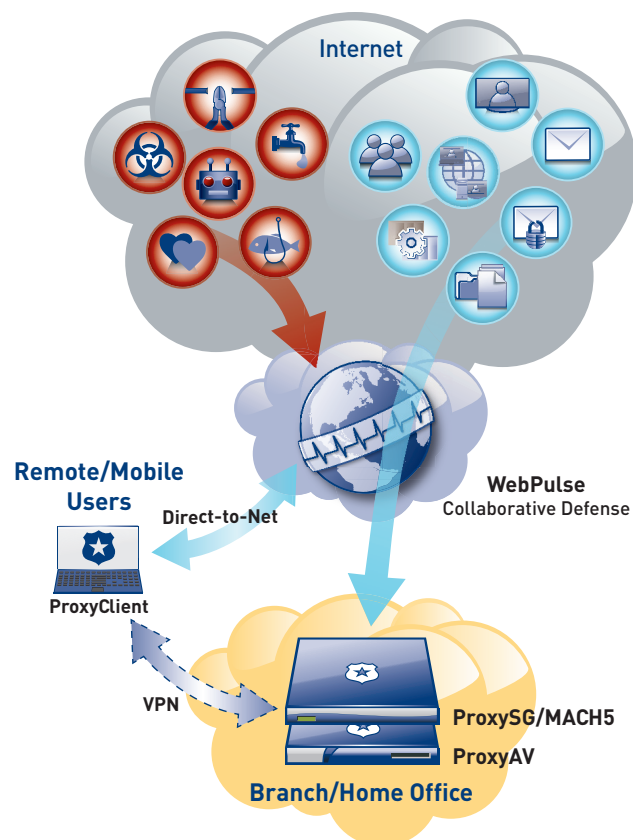 Internet
WebPulse
Collaborative Defense
Remote/Mobile
Users
Direct-to-Net
ProxyClient
VPN
ProxySG/MACH5
ProxyAV
Branch/Home Office